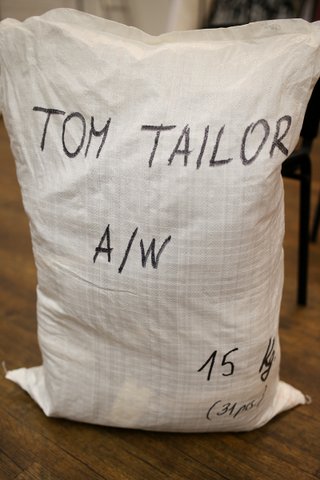 TOM TAILOR
A/W
15 Kg
(31 pcs.)